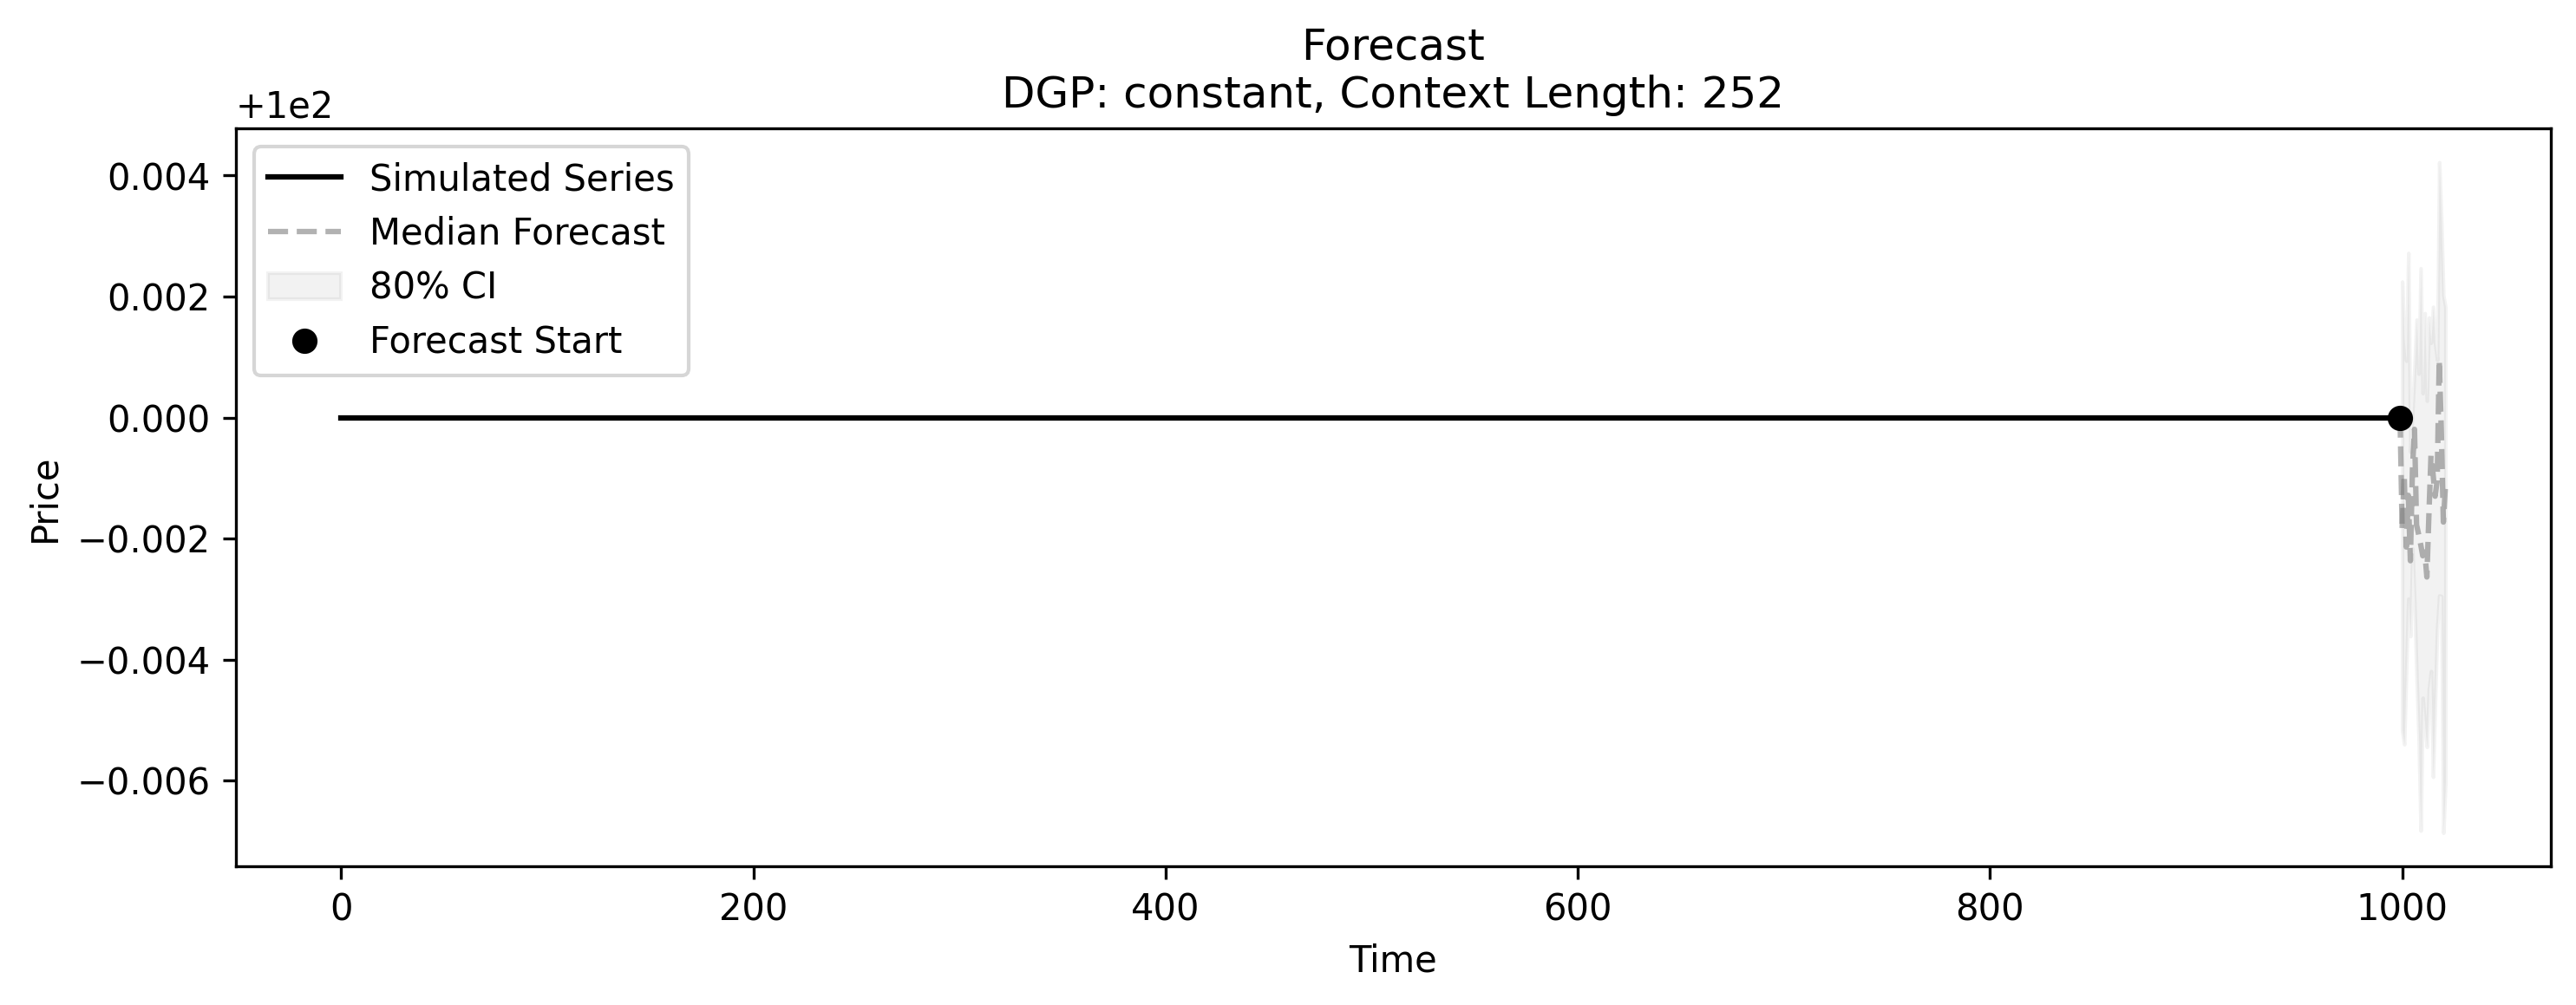 Forecast
DGP: constant, Context Length: 252
+1e2
Simulated Series
Median Forecast
80% CI
Forecast Start
0.004
0.002
0.000
−0.002
−0.004
−0.006
Price
0 200 400 600 800 1000
Time